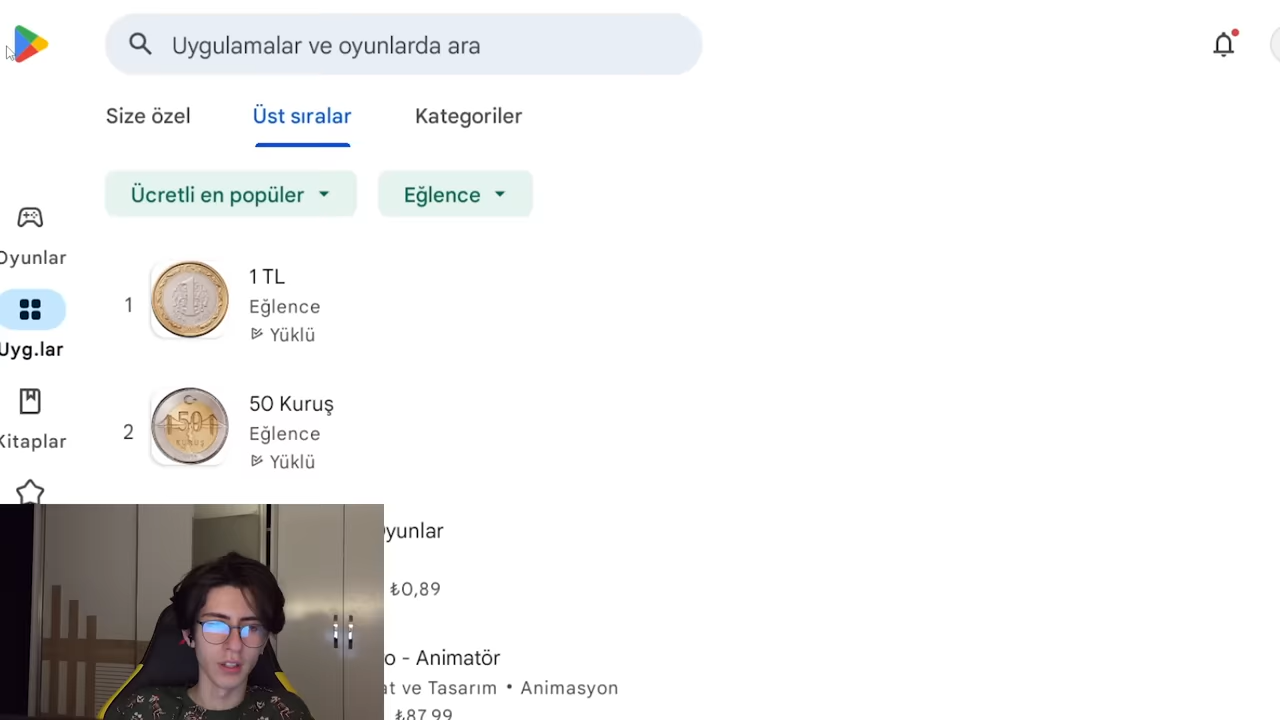 Uygulamalar ve oyunlarda ara
Size özel
Üst sıralar
Kategoriler
Ücretli en popüler
Eğlence
Oyunlar
1
1 TL
Eğlence
Yüklü
Uyg.lar
2
50 Kuruş
Eğlence
Yüklü
Kitaplar
yunlar
₺0,89
o - Animatör
at ve Tasarım • Animasyon
₺87,99